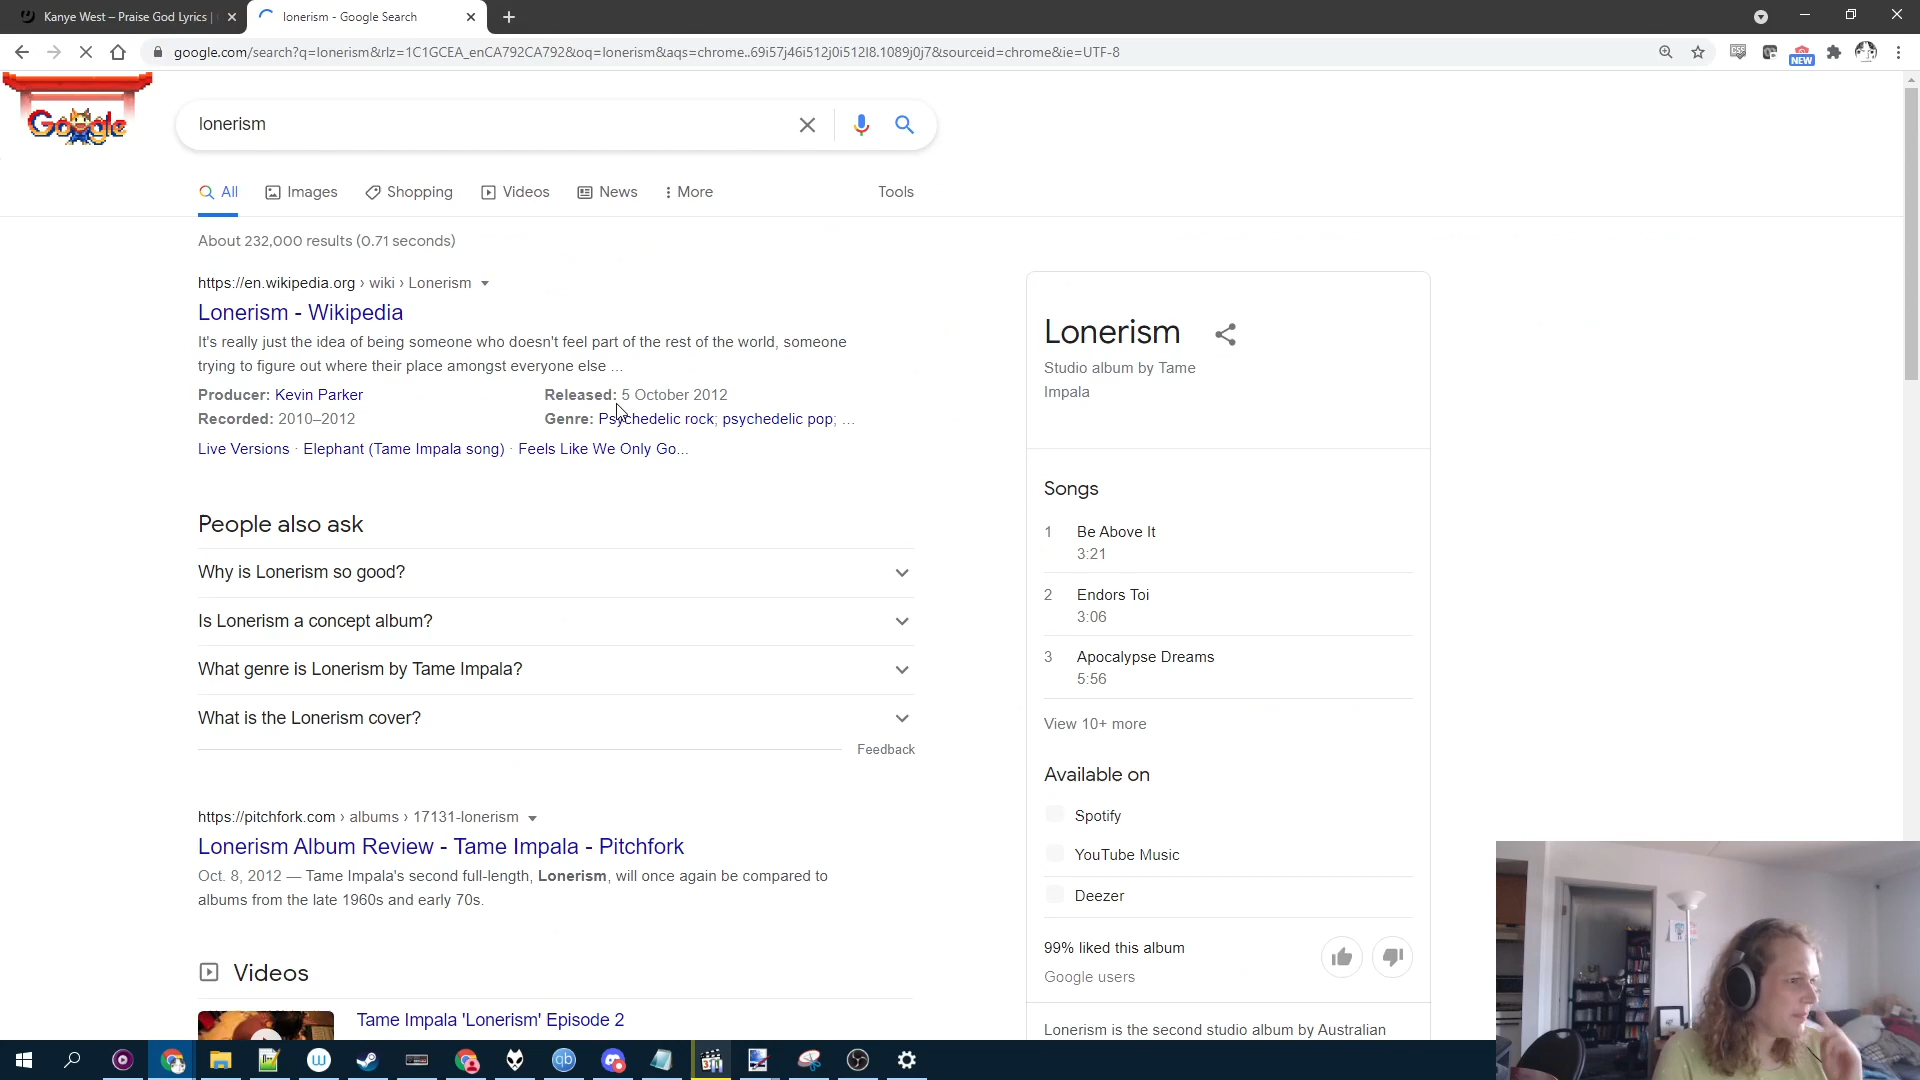 Kanye West – Praise God Lyrics |
lonerism - Google Search
google.com/search?q=lonerism&rlz=1C1GCEA_enCA792CA792&oq=lonerism&aqs=chrome..69i57j46i512j0i512l8.1089j0j7&sourceid=chrome&ie=UTF-8
NEW
Google
lonerism
All
Images
Shopping
Videos
News
More
Tools
About 232,000 results (0.71 seconds)
https://en.wikipedia.org › wiki › Lonerism
Lonerism - Wikipedia
It's really just the idea of being someone who doesn't feel part of the rest of the world, someone
trying to figure out where their place amongst everyone else ...
Producer: Kevin Parker
Released: 5 October 2012
Recorded: 2010–2012
Genre: Psychedelic rock; psychedelic pop; ...
Live Versions · Elephant (Tame Impala song) · Feels Like We Only Go...
People also ask
Why is Lonerism so good?
Is Lonerism a concept album?
What genre is Lonerism by Tame Impala?
What is the Lonerism cover?
Feedback
https://pitchfork.com › albums › 17131-lonerism
Lonerism Album Review - Tame Impala - Pitchfork
Oct. 8, 2012 — Tame Impala's second full-length, Lonerism, will once again be compared to
albums from the late 1960s and early 70s.
Videos
Tame Impala 'Lonerism' Episode 2
Lonerism
Studio album by Tame
Impala
Songs
1 Be Above It
3:21
2 Endors Toi
3:06
3 Apocalypse Dreams
5:56
View 10+ more
Available on
Spotify
YouTube Music
Deezer
99% liked this album
Google users
Lonerism is the second studio album by Australian